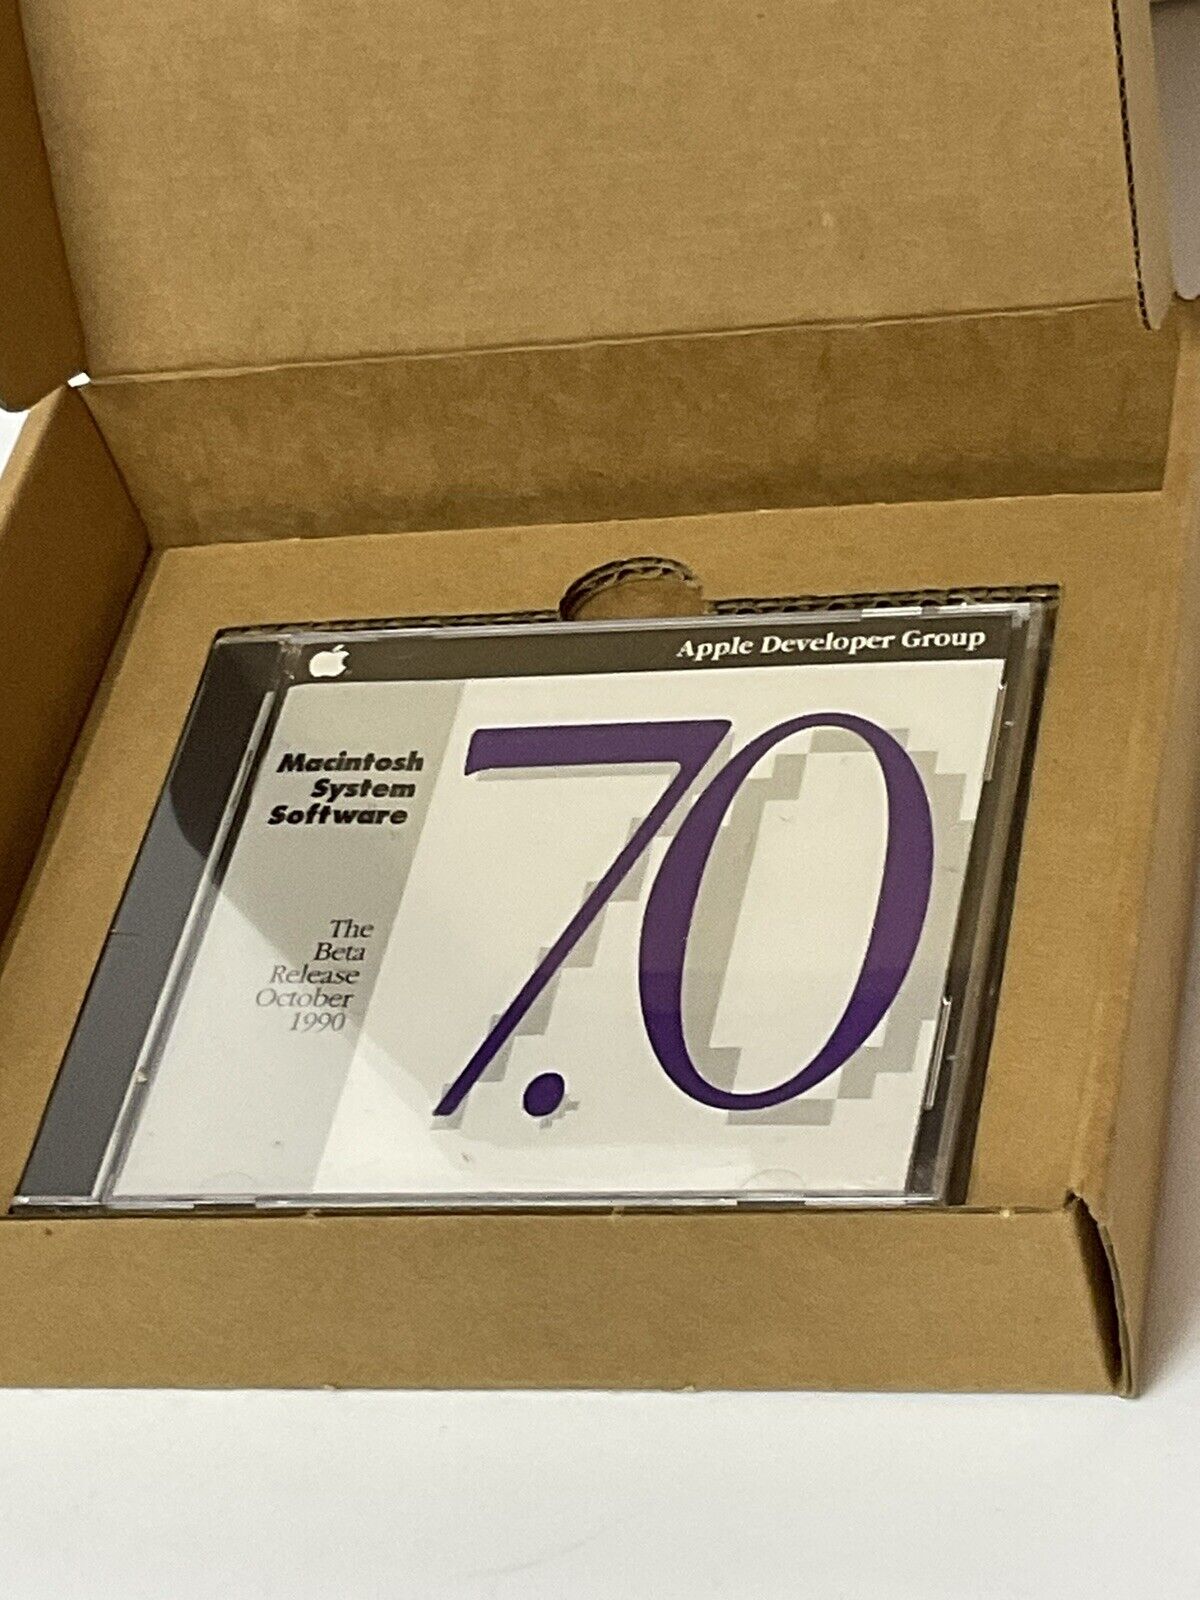 Apple Developer Group
Macintosh
System
Software
7.0
The
Beta
Release
October
1990